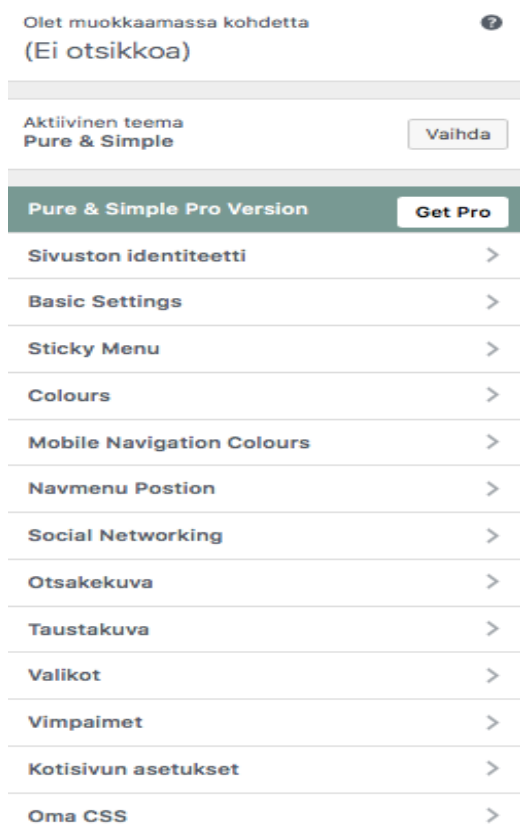 Olet muokkaamassa kohdetta
(Ei otsikkoa)
Aktiivinen teema
Pure & Simple
Vaihda
Pure & Simple Pro Version
Get Pro
Sivuston identiteetti
Basic Settings
Sticky Menu
Colours
Mobile Navigation Colours
Navmenu Postion
Social Networking
Otsakekuva
Taustakuva
Valikot
Vimpaimet
Kotisivun asetukset
Oma CSS